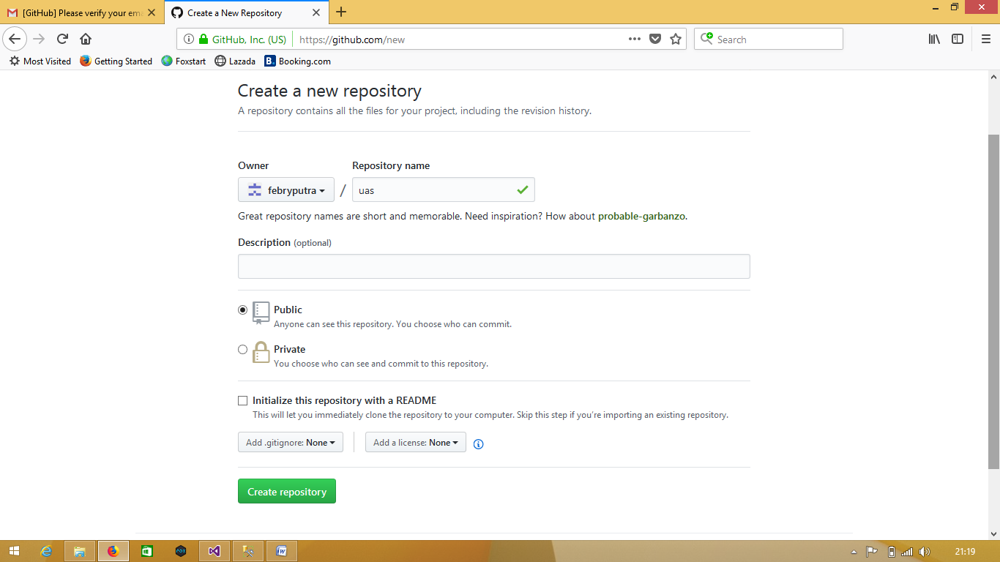 [GitHub] Please verify your ema
Create a New Repository
GitHub, Inc. (US)
https://github.com/new
Search
Most Visited
Getting Started
Foxstart
Lazada
B.
Booking.com
Create a new repository
A repository contains all the files for your project, including the revision history.
Owner
Repository name
febryputra
/
uas
Great repository names are short and memorable. Need inspiration? How about probable-garbanzo.
Description (optional)
Public
Anyone can see this repository. You choose who can commit.
Private
You choose who can see and commit to this repository.
Initialize this repository with a README
This will let you immediately clone the repository to your computer. Skip this step if you're importing an existing repository.
Add .gitignore: None
Add a license: None
Create repository
nox
21:19